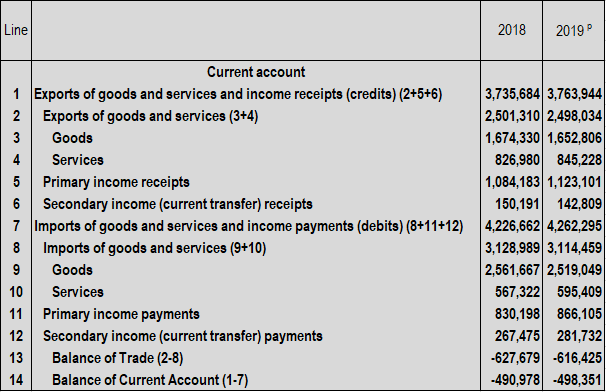 Line 2018 2019 p
Current account
1 Exports of goods and services and income receipts (credits) (2+5+6) 3,735,684 3,763,944
2 Exports of goods and services (3+4) 2,501,310 2,498,034
3 Goods 1,674,330 1,652,806
4 Services 826,980 845,228
5 Primary income receipts 1,084,183 1,123,101
6 Secondary income (current transfer) receipts 150,191 142,809
7 Imports of goods and services and income payments (debits) (8+11+12) 4,226,662 4,262,295
8 Imports of goods and services (9+10) 3,128,989 3,114,459
9 Goods 2,561,667 2,519,049
10 Services 567,322 595,409
11 Primary income payments 830,198 866,105
12 Secondary income (current transfer) payments 267,475 281,732
13 Balance of Trade (2-8) -627,679 -616,425
14 Balance of Current Account (1-7) -490,978 -498,351